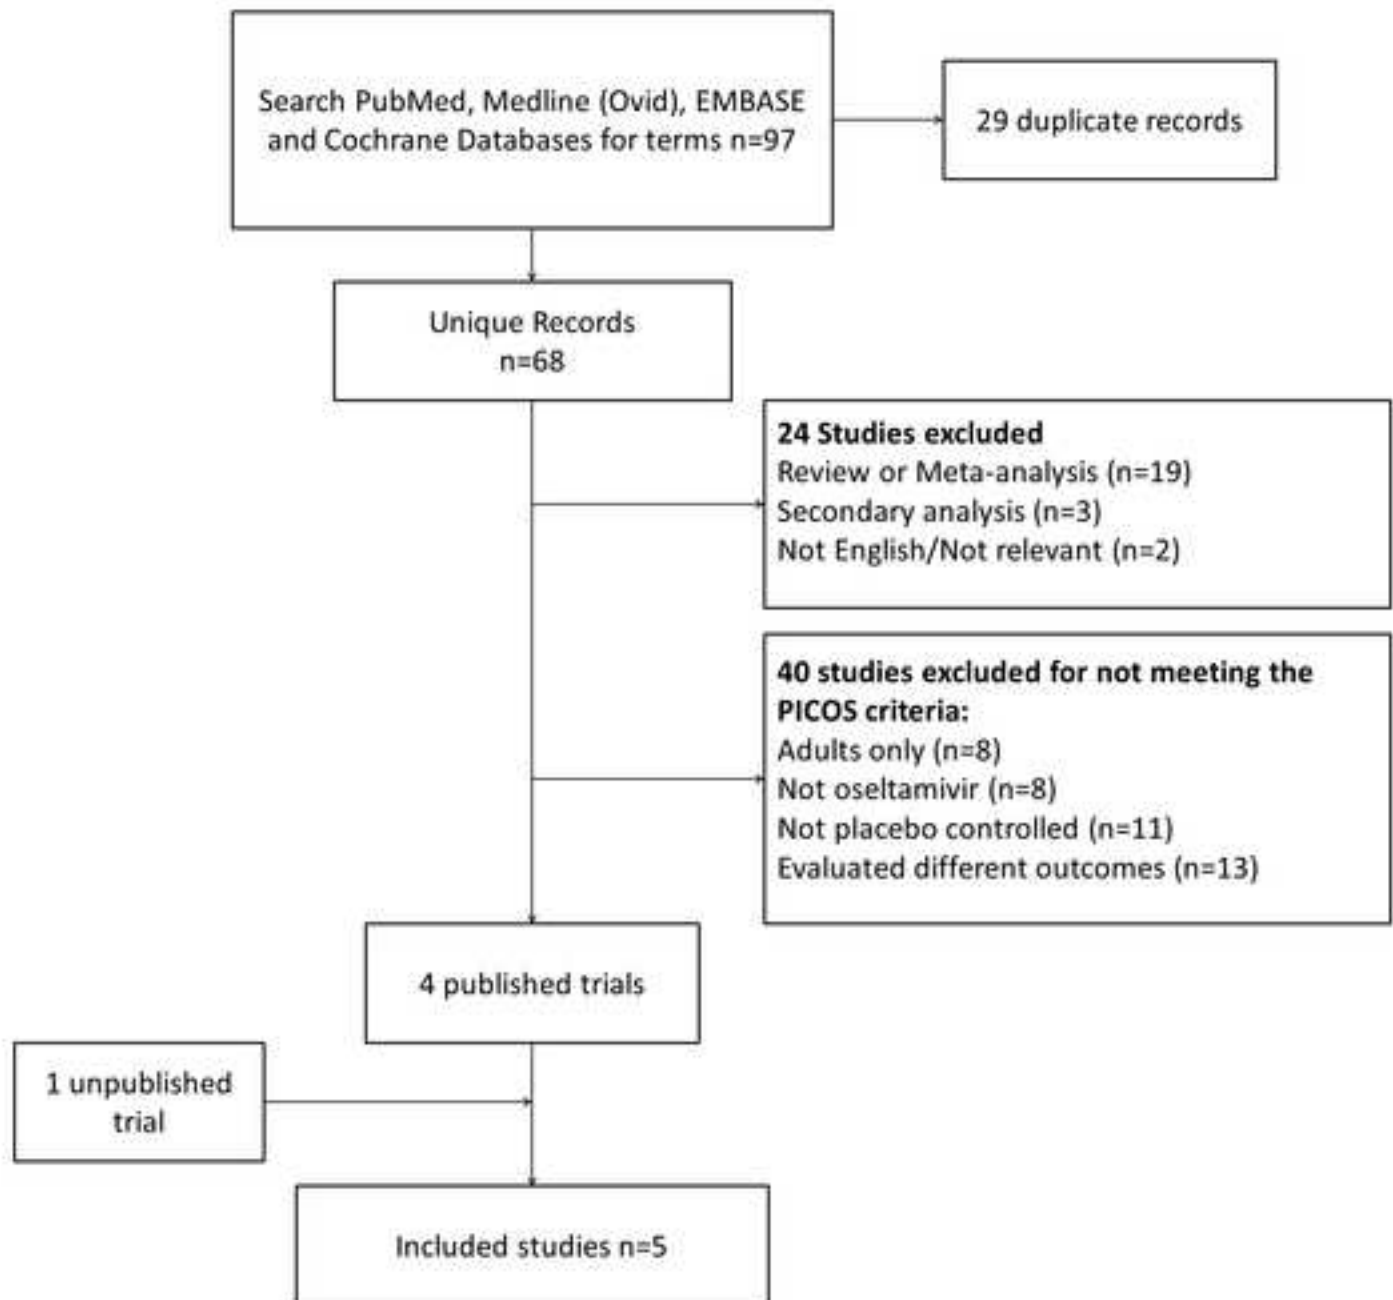 Search PubMed, Medline (Ovid), EMBASE
and Cochrane Databases for terms n=97
29 duplicate records
Unique Records
n=68
24 Studies excluded
Review or Meta-analysis (n=19)
Secondary analysis (n=3)
Not English/Not relevant (n=2)
40 studies excluded for not meeting the
PICOS criteria:
Adults only (n=8)
Not oseltamivir (n=8)
Not placebo controlled (n=11)
Evaluated different outcomes (n=13)
4 published trials
1 unpublished
trial
Included studies n=5